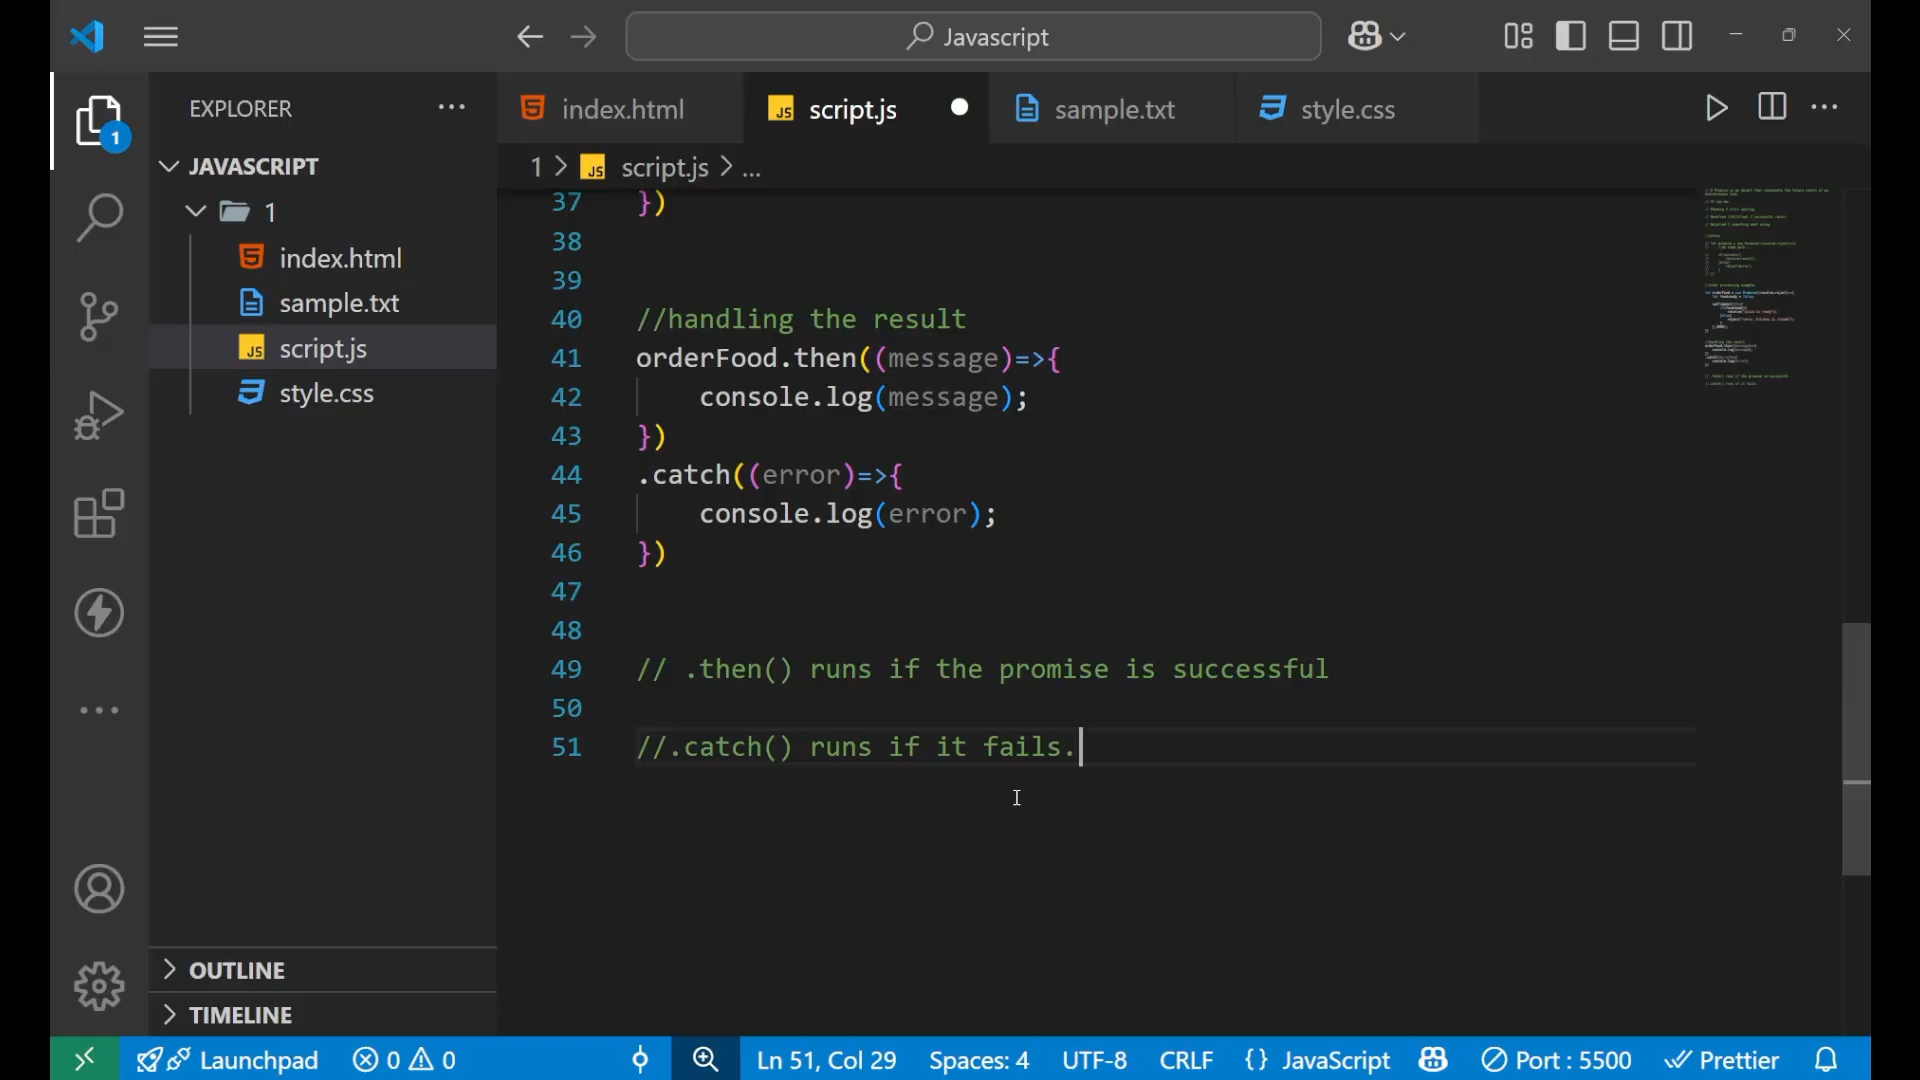 Javascript
EXPLORER
JAVASCRIPT
1
index.html
sample.txt
script.js
style.css
OUTLINE
TIMELINE
index.html
script.js
sample.txt
style.css
1 > script.js > ...
37 })
38
39
40 //handling the result
41 orderFood.then((message)=>{
42 console.log(message);
43 })
44 .catch((error)=>{
45 console.log(error);
46 })
47
48
49 // .then() runs if the promise is successful
50
51 //.catch() runs if it fails.
1
Launchpad 0 0 Ln 51, Col 29 Spaces: 4 UTF-8 CRLF {} JavaScript Port : 5500 Prettier